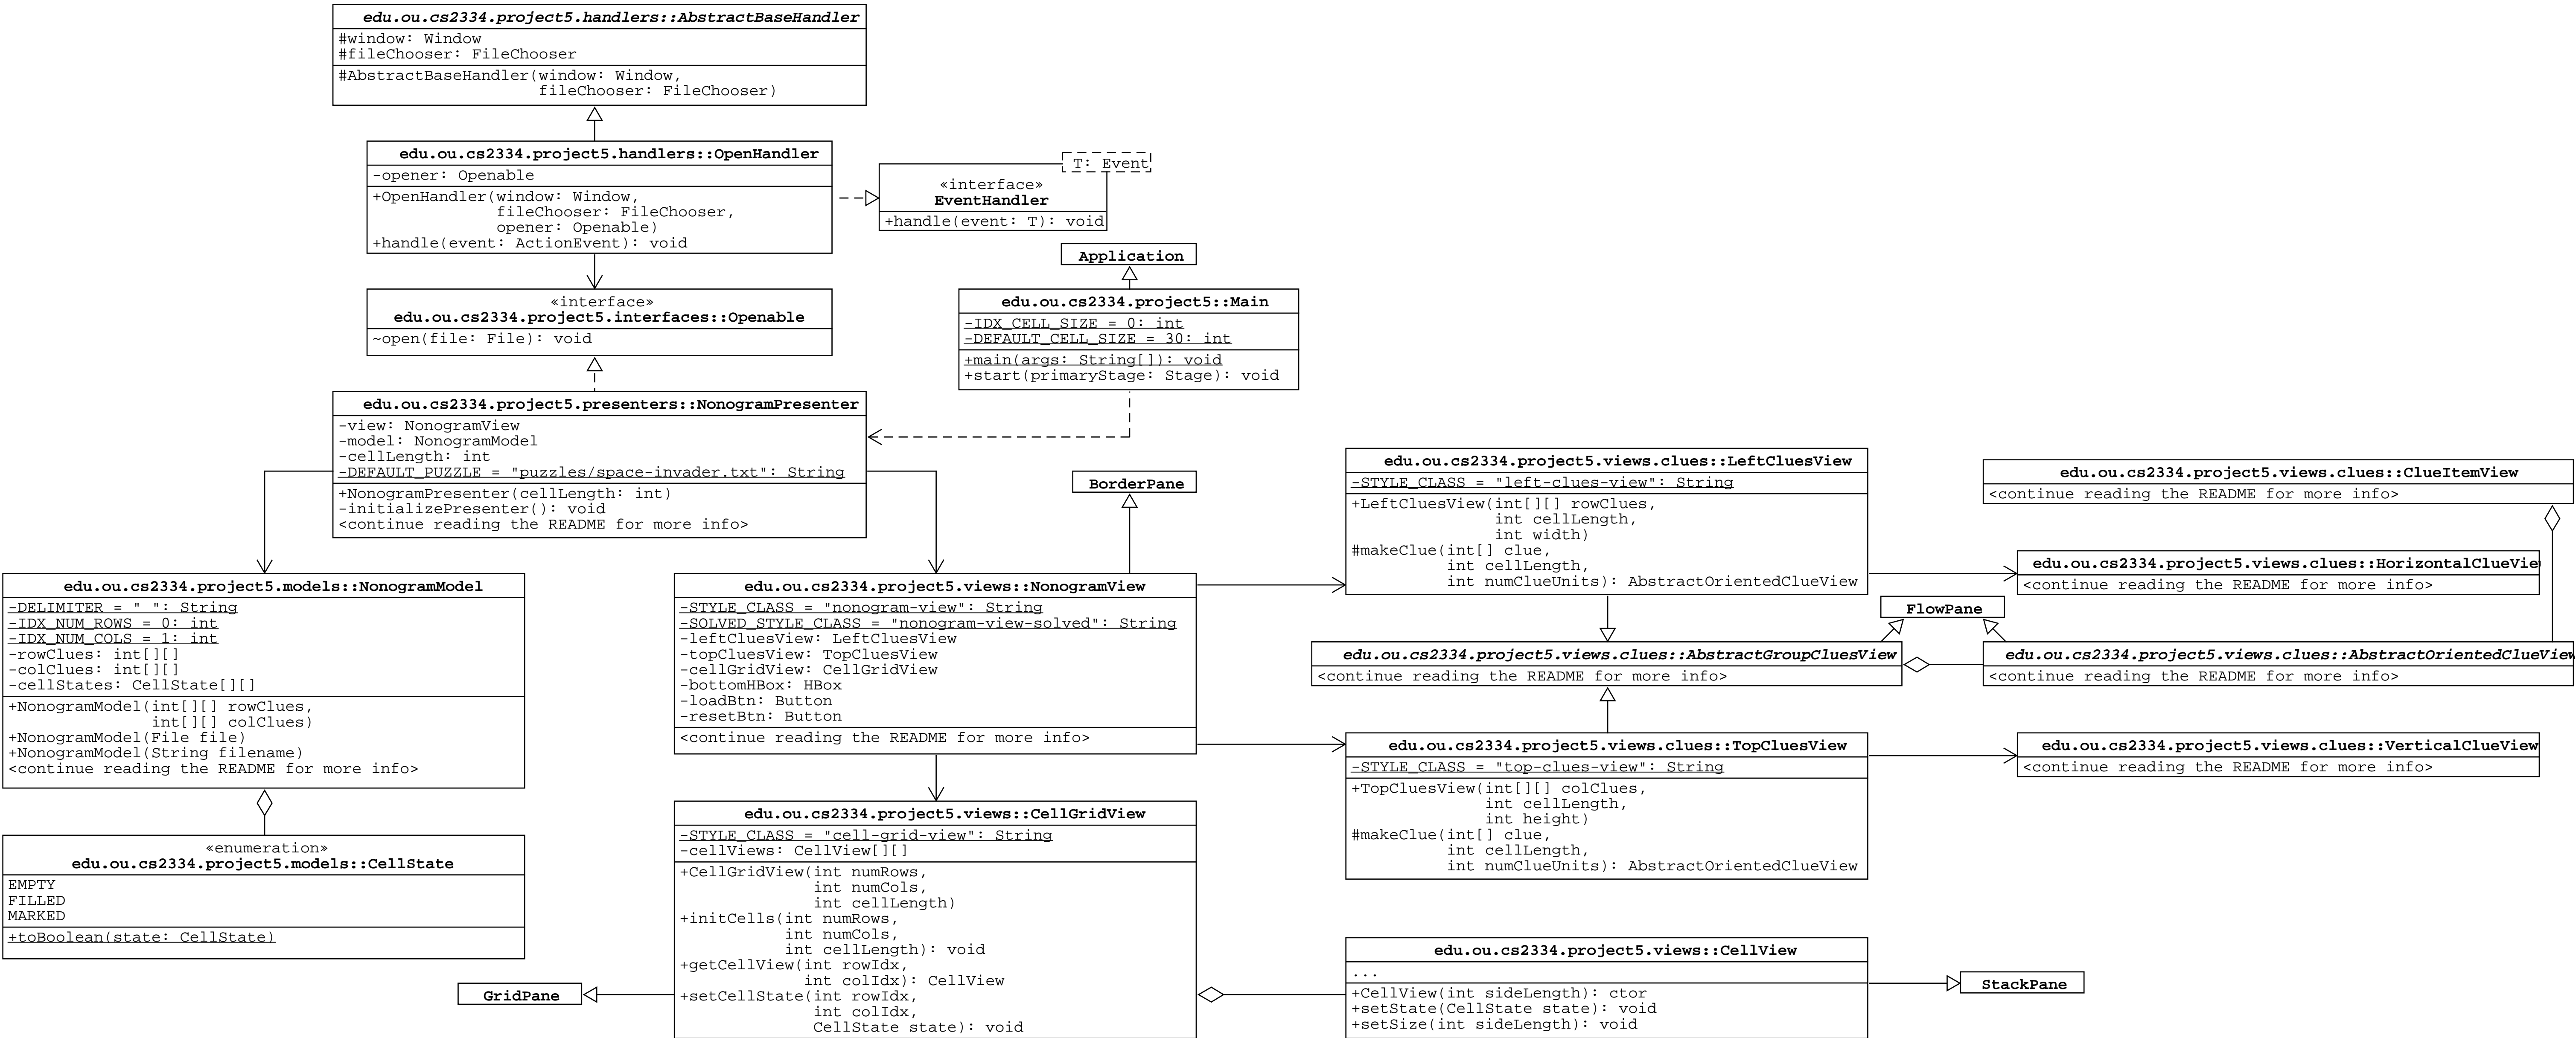 edu.ou.cs2334.project5.handlers::AbstractBaseHandler
#window: Window
#fileChooser: FileChooser
#AbstractBaseHandler(window: Window,
fileChooser: FileChooser)
edu.ou.cs2334.project5.handlers::OpenHandler
-opener: Openable
+OpenHandler(window: Window,
fileChooser: FileChooser,
opener: Openable)
+handle(event: ActionEvent): void
T: Event
«interface»
EventHandler
+handle(event: T): void
«interface»
edu.ou.cs2334.project5.interfaces::Openable
~open(file: File): void
Application
edu.ou.cs2334.project5::Main
-IDX_CELL_SIZE = 0: int
-DEFAULT_CELL_SIZE = 30: int
+main(args: String[]): void
+start(primaryStage: Stage): void
edu.ou.cs2334.project5.presenters::NonogramPresenter
-view: NonogramView
-model: NonogramModel
-cellLength: int
-DEFAULT_PUZZLE = "puzzles/space-invader.txt": String
+NonogramPresenter(cellLength: int)
-initializePresenter(): void
<continue reading the README for more info>
edu.ou.cs2334.project5.models::NonogramModel
-DELIMITER = " ": String
-IDX_NUM_ROWS = 0: int
-IDX_NUM_COLS = 1: int
-rowClues: int[][]
-colClues: int[][]
-cellStates: CellState[][]
+NonogramModel(int[][] rowClues,
int[][] colClues)
+NonogramModel(File file)
+NonogramModel(String filename)
<continue reading the README for more info>
«enumeration»
edu.ou.cs2334.project5.models::CellState
EMPTY
FILLED
MARKED
+toBoolean(state: CellState)
BorderPane
edu.ou.cs2334.project5.views::NonogramView
-STYLE_CLASS = "nonogram-view": String
-SOLVED_STYLE_CLASS = "nonogram-view-solved": String
-leftCluesView: LeftCluesView
-topCluesView: TopCluesView
-cellGridView: CellGridView
-bottomHBox: HBox
-loadBtn: Button
-resetBtn: Button
<continue reading the README for more info>
edu.ou.cs2334.project5.views::CellGridView
-STYLE_CLASS = "cell-grid-view": String
-cellViews: CellView[][]
+CellGridView(int numRows,
int numCols,
int cellLength)
+initCells(int numRows,
int numCols,
int cellLength): void
+getCellView(int rowIdx,
int colIdx): CellView
+setCellState(int rowIdx,
int colIdx,
CellState state): void
GridPane
edu.ou.cs2334.project5.views.clues::LeftCluesView
-STYLE_CLASS = "left-clues-view": String
+LeftCluesView(int[][] rowClues,
int cellLength,
int width)
#makeClue(int[] clue,
int cellLength,
int numClueUnits): AbstractOrientedClueView
edu.ou.cs2334.project5.views.clues::ClueItemView
<continue reading the README for more info>
edu.ou.cs2334.project5.views.clues::HorizontalClueVie
<continue reading the README for more info>
FlowPane
edu.ou.cs2334.project5.views.clues::AbstractGroupCluesView
<continue reading the README for more info>
edu.ou.cs2334.project5.views.clues::AbstractOrientedClueView
<continue reading the README for more info>
edu.ou.cs2334.project5.views.clues::TopCluesView
-STYLE_CLASS = "top-clues-view": String
+TopCluesView(int[][] colClues,
int cellLength,
int height)
#makeClue(int[] clue,
int cellLength,
int numClueUnits): AbstractOrientedClueView
edu.ou.cs2334.project5.views.clues::VerticalClueView
<continue reading the README for more info>
edu.ou.cs2334.project5.views::CellView
...
+CellView(int sideLength): ctor
+setState(CellState state): void
+setSize(int sideLength): void
StackPane